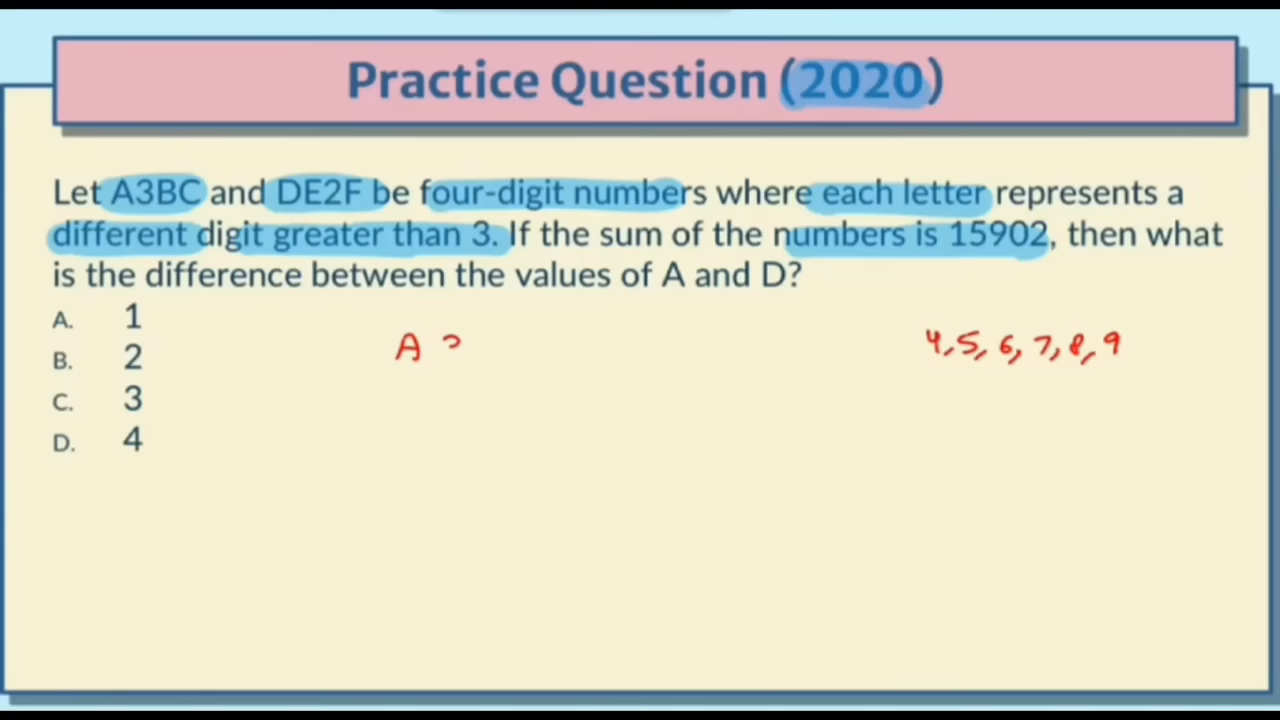 Practice Question (2020)
Let A3BC and DE2F be four-digit numbers where each letter represents a
different digit greater than 3. If the sum of the numbers is 15902, then what
is the difference between the values of A and D?
A. 1
B. 2
C. 3
D. 4
A
4, 5, 6, 7, 8, 9